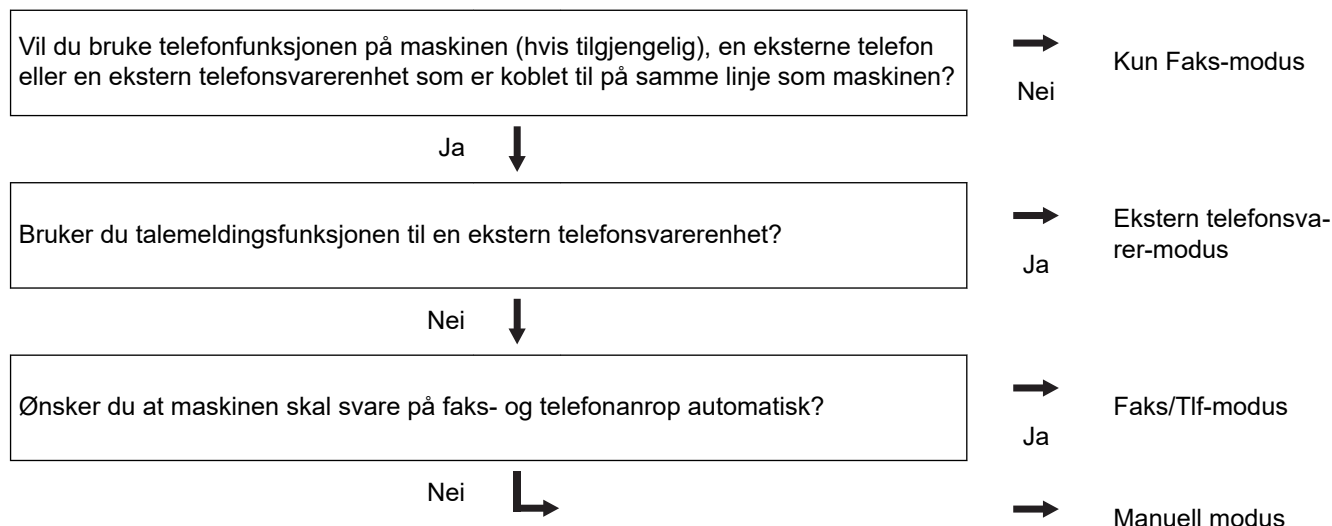 Vil du bruke telefonfunksjonen på maskinen (hvis tilgjengelig), en eksterne telefon
eller en ekstern telefonsvarerenhet som er koblet til på samme linje som maskinen?
Nei
Kun Faks-modus
Ja
Bruker du talemeldingsfunksjonen til en ekstern telefonsvarerenhet?
Ja
Ekstern telefonsva-
rer-modus
Nei
Ønsker du at maskinen skal svare på faks- og telefonanrop automatisk?
Ja
Faks/Tlf-modus
Nei
Manuell modus